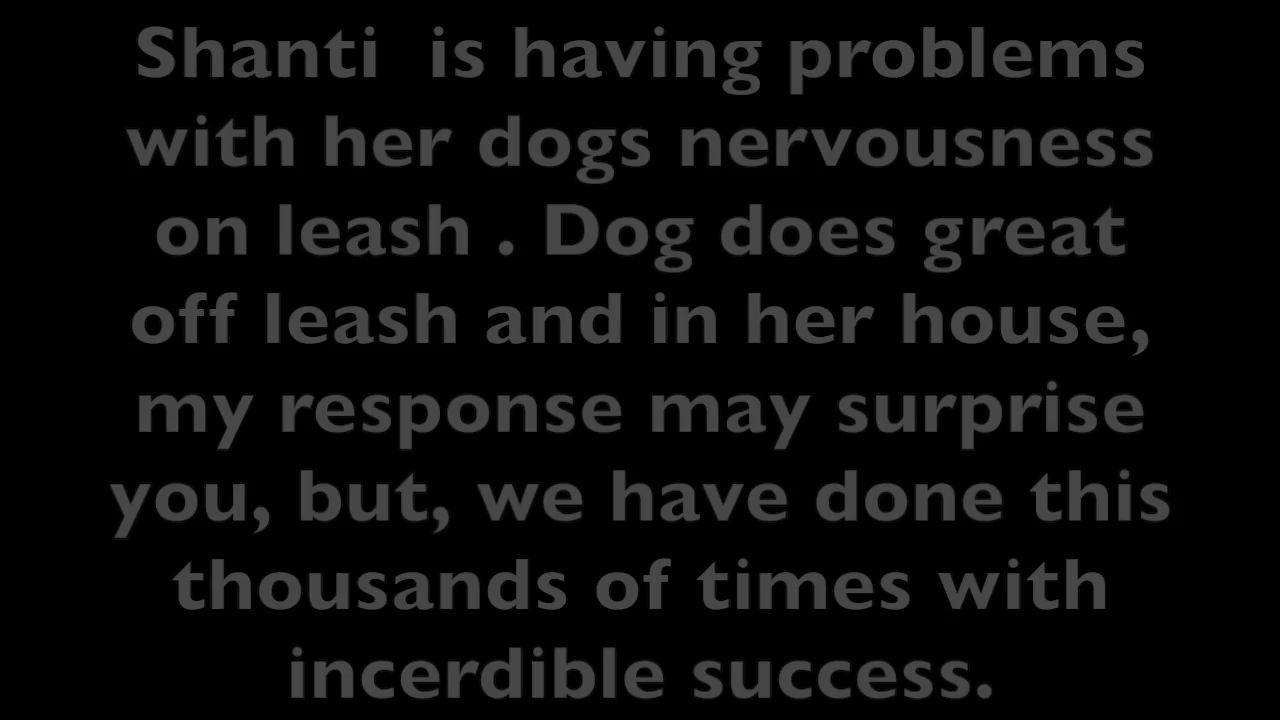 Shanti  is having problems
with her dogs nervousness
on leash . Dog does great
off leash and in her house,
my response may surprise
you, but, we have done this
thousands of times with
incerdible success.